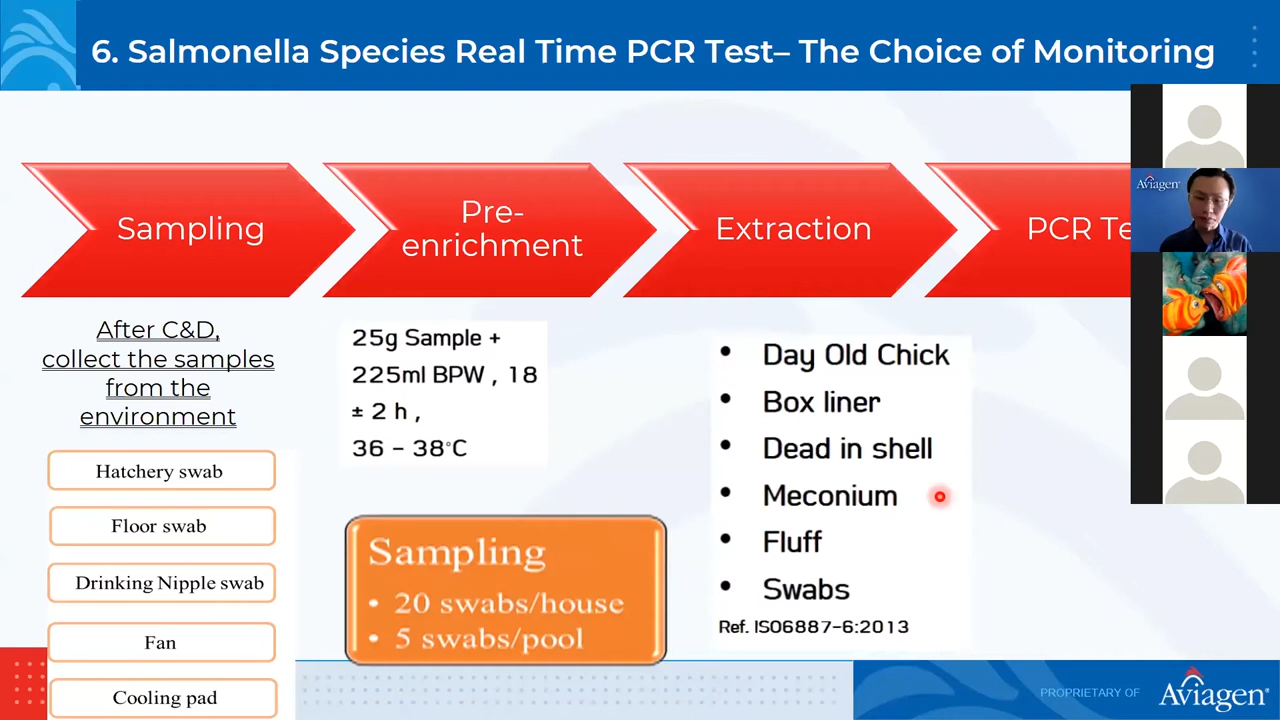 6. Salmonella Species Real Time PCR Test– The Choice of Monitoring
Sampling
Pre-
enrichment
Extraction
PCR Te
Aviagen
After C&D,
collect the samples
from the
environment
Hatchery swab
Floor swab
Drinking Nipple swab
Fan
Cooling pad
25g Sample +
225ml BPW , 18
± 2 h ,
36 – 38°C
Sampling
• 20 swabs/house
• 5 swabs/pool
• Day Old Chick
• Box liner
• Dead in shell
• Meconium
• Fluff
• Swabs
Ref. ISO6887-6:2013
PROPRIETARY OF
Aviagen®